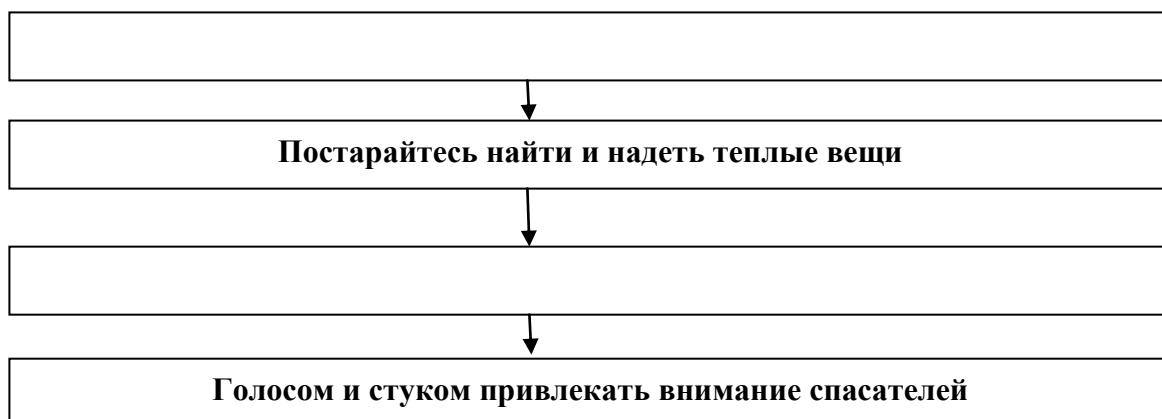 Постарайтесь найти и надеть теплые вещи
Голосом и стуком привлекать внимание спасателей